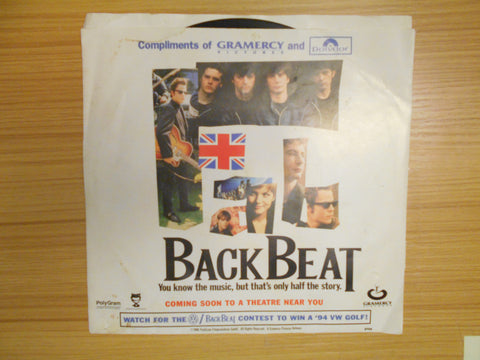 Compliments of GRAMERCY and Polydor
PICTURES
BACKBEAT
You know the music, but that's only half the story.
COMING SOON TO A THEATRE NEAR YOU
PolyGram
GRAMERCY
WATCH FOR THE VW / BACKBEAT CONTEST TO WIN A '94 VW GOLF!